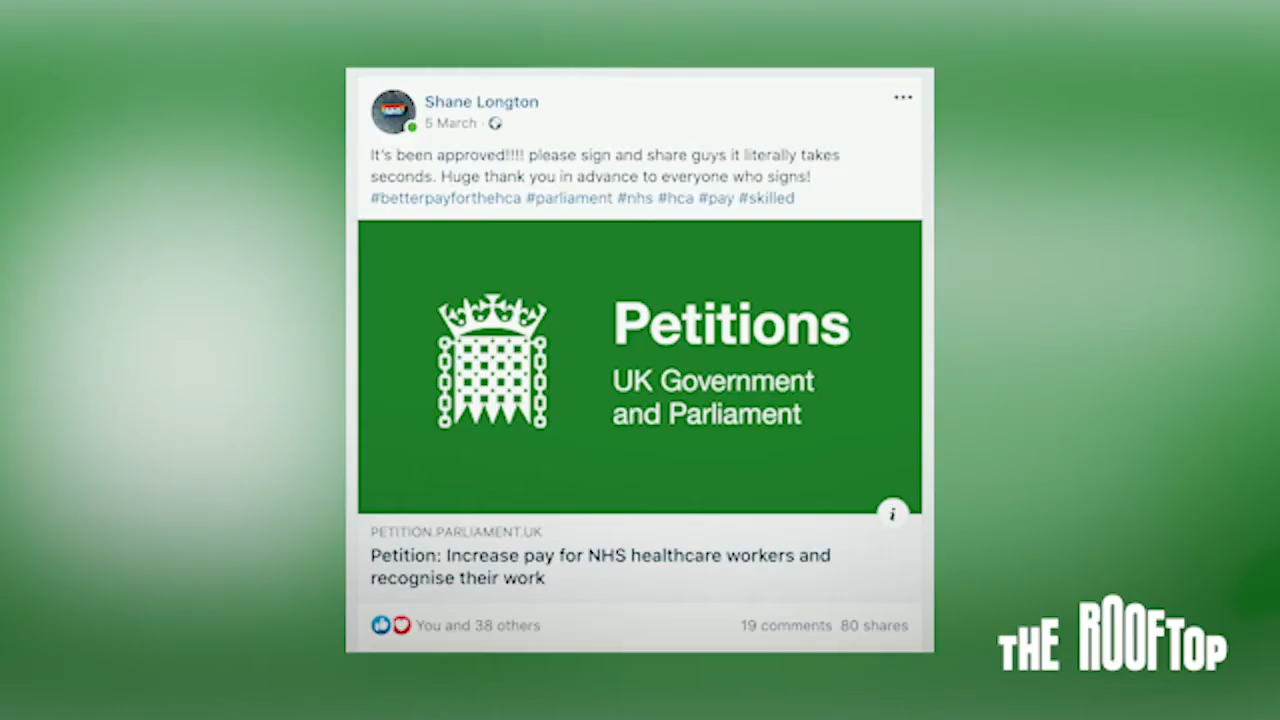 Shane Longton
5 March ·
It's been approved!!!! please sign and share guys it literally takes
seconds. Huge thank you in advance to everyone who signs!
#betterpayforthehca #parliament #nhs #hca #pay #skilled
Petitions
UK Government
and Parliament
i
PETITION.PARLIAMENT.UK
Petition: Increase pay for NHS healthcare workers and
recognise their work
You and 38 others 19 comments 80 shares
THE ROOFTOP